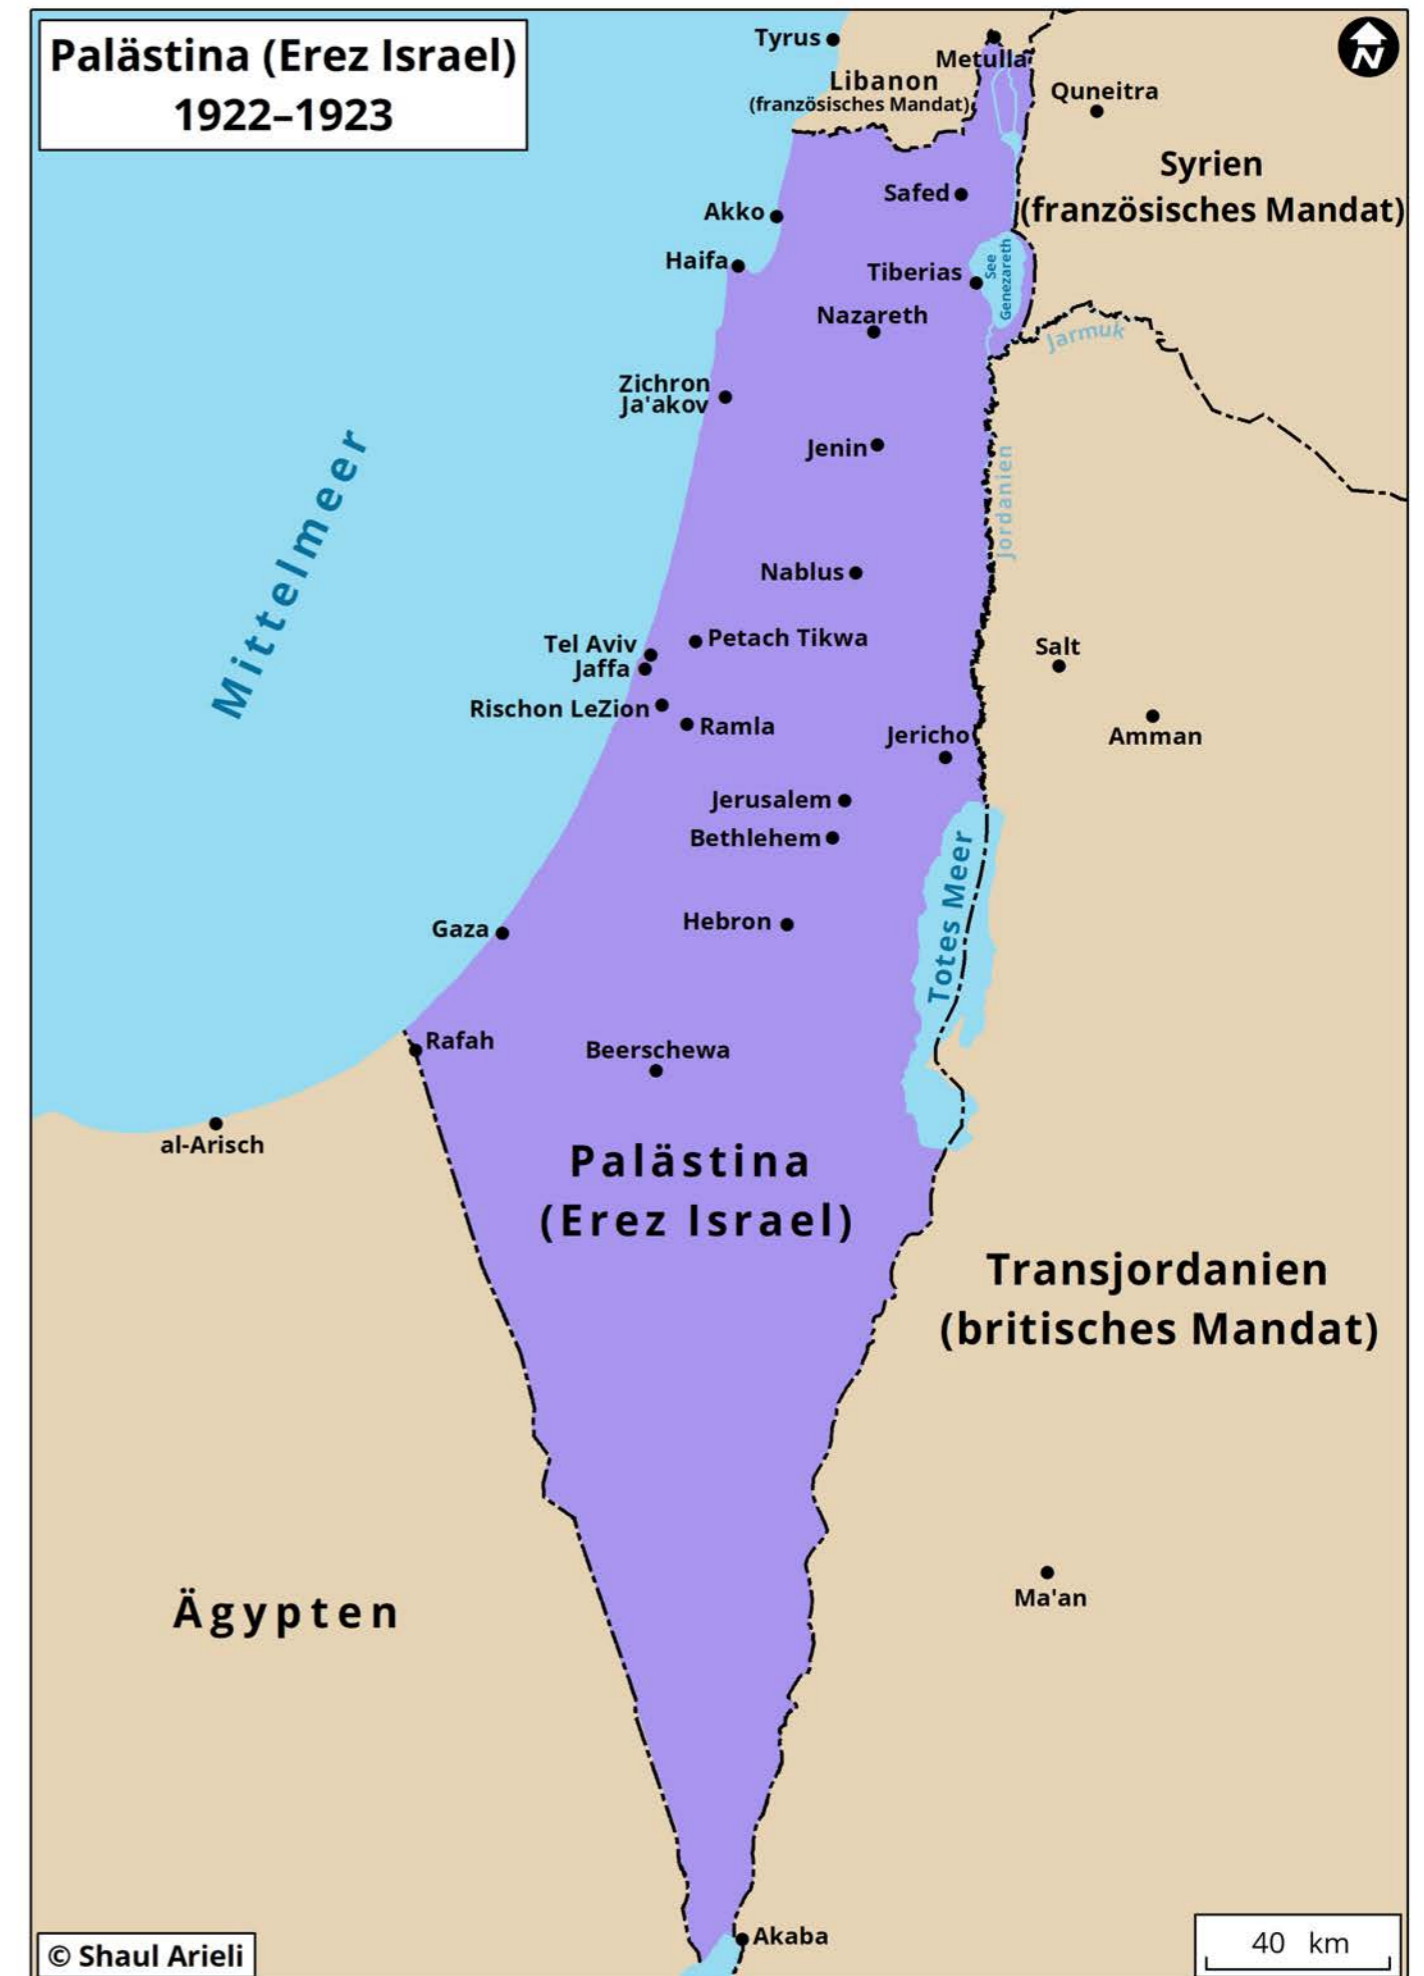 Palästina (Erez Israel)
1922–1923
N
Tyrus
Metulla
Libanon
(französisches Mandat)
Quneitra
Syrien
(französisches Mandat)
Safed
Akko
Haifa
Tiberias
See
Genezareth
Nazareth
Jarmuk
Zichron
Ja'akov
Jenin
Jordanien
Mittelmeer
Nablus
Petach Tikwa
Tel Aviv
Jaffa
Salt
Rischon LeZion
Ramla
Jericho
Amman
Jerusalem
Bethlehem
Totes Meer
Hebron
Gaza
Rafah
Beerschewa
al-Arisch
Palästina
(Erez Israel)
Transjordanien
(britisches Mandat)
Ägypten
Ma'an
Akaba
© Shaul Arieli
40 km